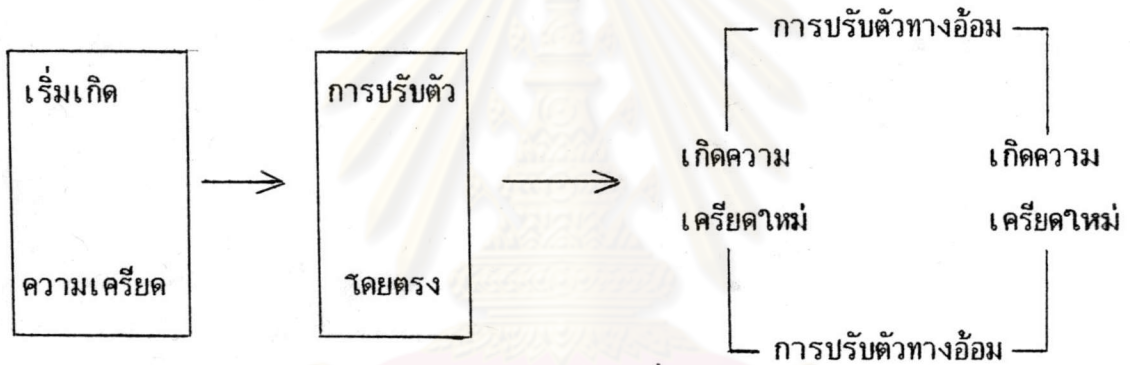 เริ่มเกิด
ความเครียด
การปรับตัว
โดยตรง
การปรับตัวทางอ้อม
เกิดความ
เครียดใหม่
เกิดความ
เครียดใหม่
การปรับตัวทางอ้อม